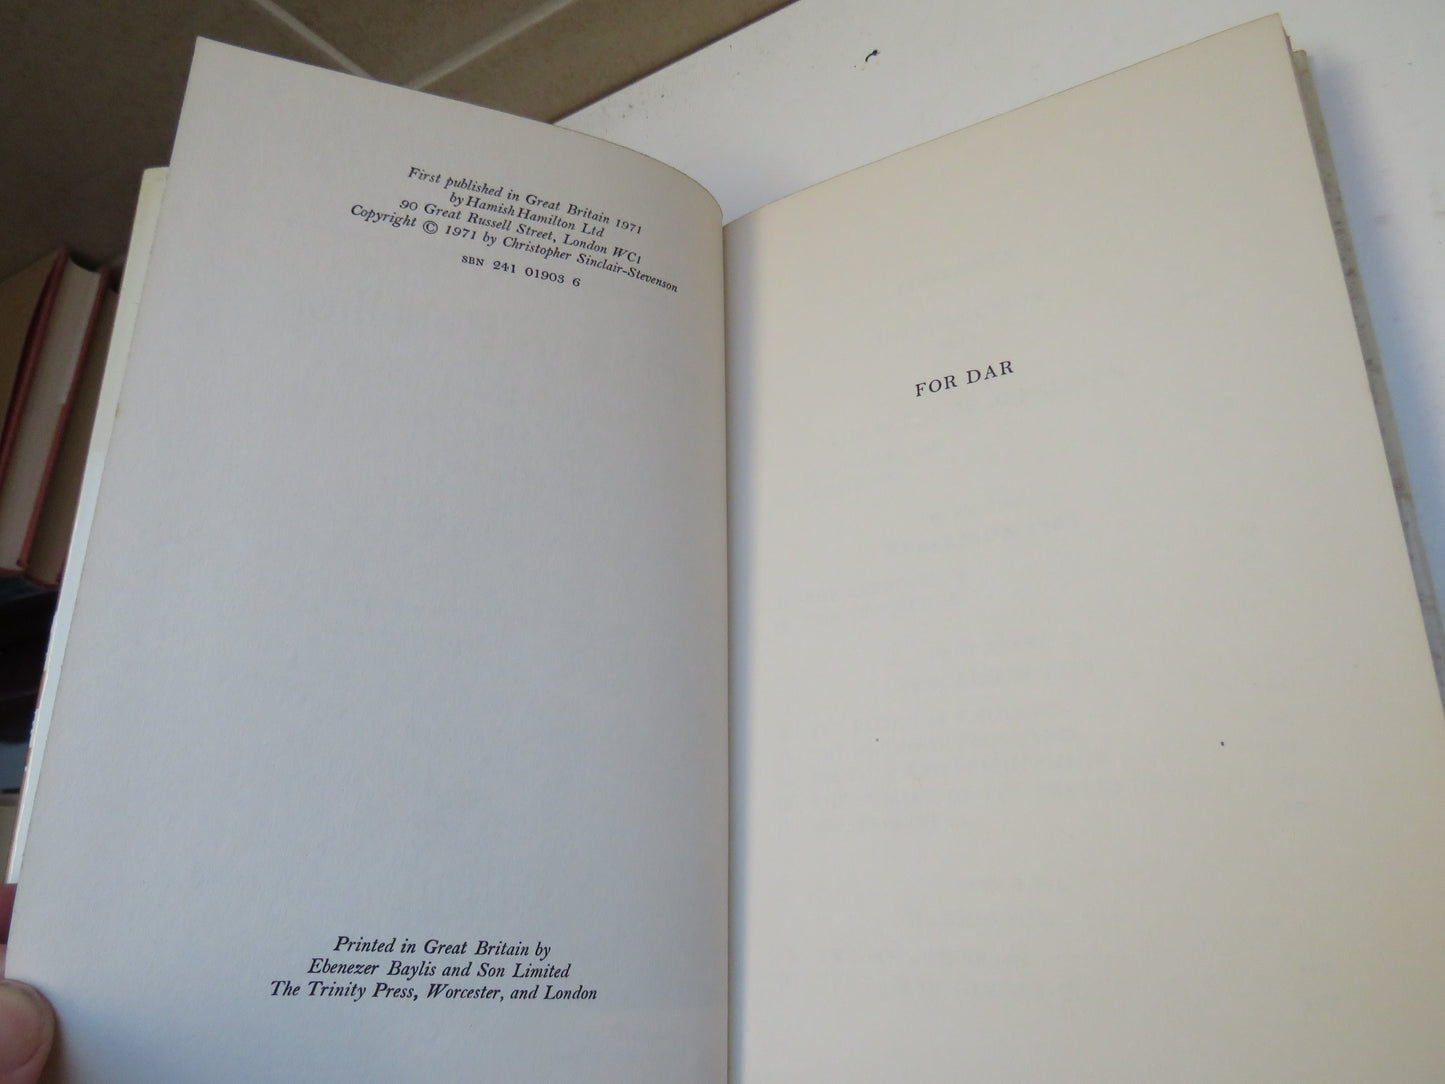 First published in Great Britain 1971
by Hamish Hamilton Ltd
90 Great Russell Street, London WC1
Copyright © 1971 by Christopher Sinclair-Stevenson
SBN 241 01903 6
Printed in Great Britain by
Ebenezer Baylis and Son Limited
The Trinity Press, Worcester, and London
FOR DAR